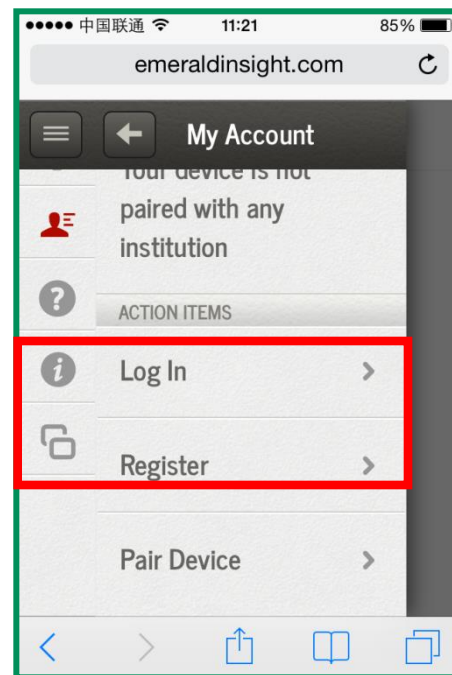 中国联通 11:21 85%
emeraldinsight.com
My Account
Your device is not
paired with any
institution
ACTION ITEMS
Log In
Register
Pair Device